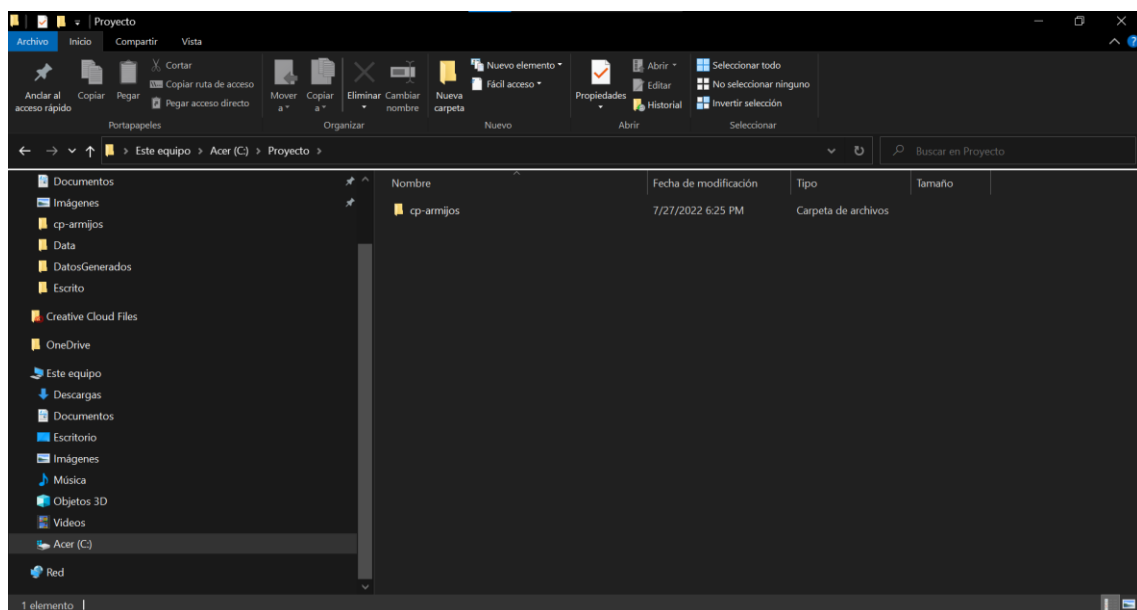 Proyecto
Archivo Inicio Compartir Vista
Anclar al acceso rápido
Copiar
Pegar
Cortar
Copiar ruta de acceso
Pegar acceso directo
Portapapeles
Mover a
Copiar a
Eliminar
Cambiar nombre
Organizar
Nueva carpeta
Nuevo elemento
Fácil acceso
Nuevo
Propiedades
Abrir
Editar
Historial
Abrir
Seleccionar todo
No seleccionar ninguno
Invertir selección
Seleccionar
Este equipo > Acer (C:) > Proyecto >
Buscar en Proyecto
Documentos
Imágenes
cp-armijos
Data
DatosGenerados
Escrito
Creative Cloud Files
OneDrive
Este equipo
Descargas
Documentos
Escritorio
Imágenes
Música
Objetos 3D
Videos
Acer (C:)
Red
Nombre Fecha de modificación Tipo Tamaño
cp-armijos 7/27/2022 6:25 PM Carpeta de archivos
1 elemento